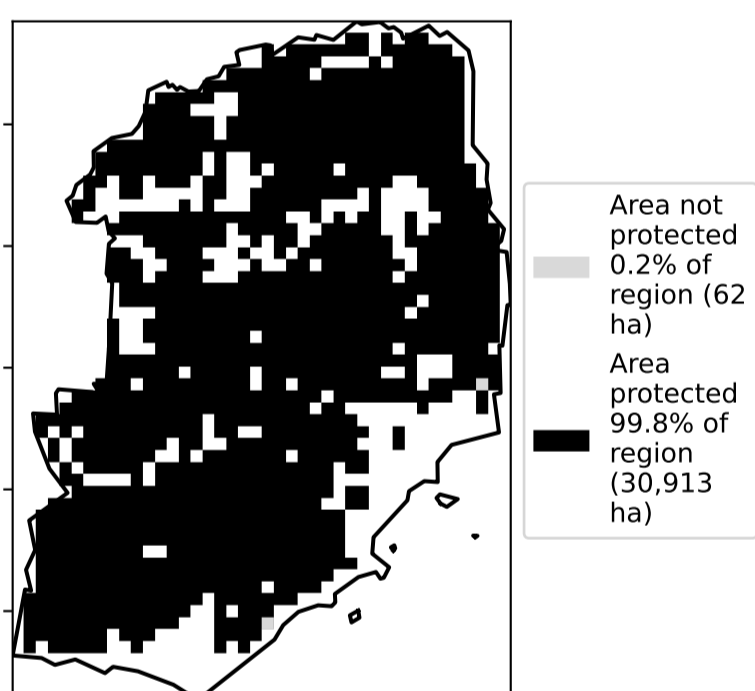 Area not
protected
0.2% of
region (62
ha)
Area
protected
99.8% of
region
(30,913
ha)